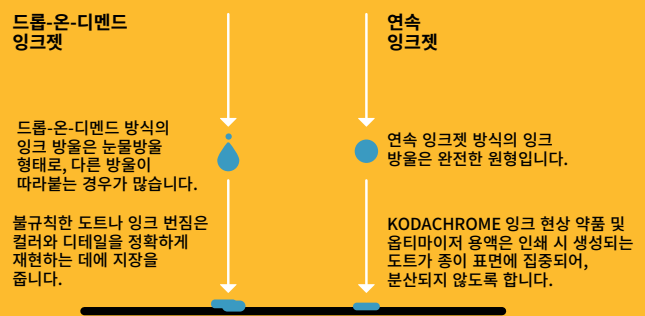 드롭-온-디멘드
잉크젯
드롭-온-디멘드 방식의
잉크 방울은 눈물방울
형태로, 다른 방울이
따라붙는 경우가 많습니다.
불규칙한 도트나 잉크 번짐은
컬러와 디테일을 정확하게
재현하는 데에 지장을
줍니다.
연속
잉크젯
연속 잉크젯 방식의 잉크
방울은 완전한 원형입니다.
KODACHROME 잉크 현상 약품 및
옵티마이저 용액은 인쇄 시 생성되는
도트가 종이 표면에 집중되어,
분산되지 않도록 합니다.